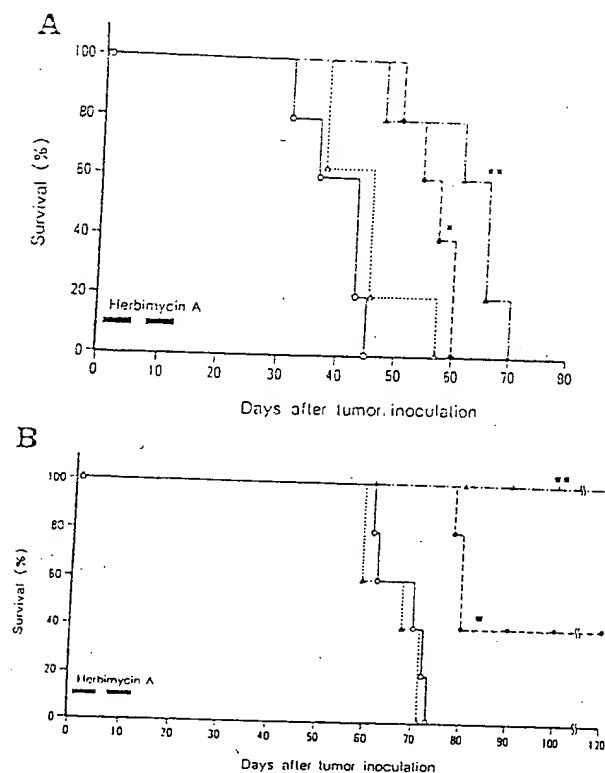 A
100
80
60
40
20
0
Survival (%)
**
*
Herbimycin A
0 10 20 30 40 50 60 70 80
Days after tumor inoculation
B
100
80
60
40
20
0
Survival (%)
**
*
Herbimycin A
0 10 20 30 40 50 60 70 80 90 100 120
Days after tumor inoculation